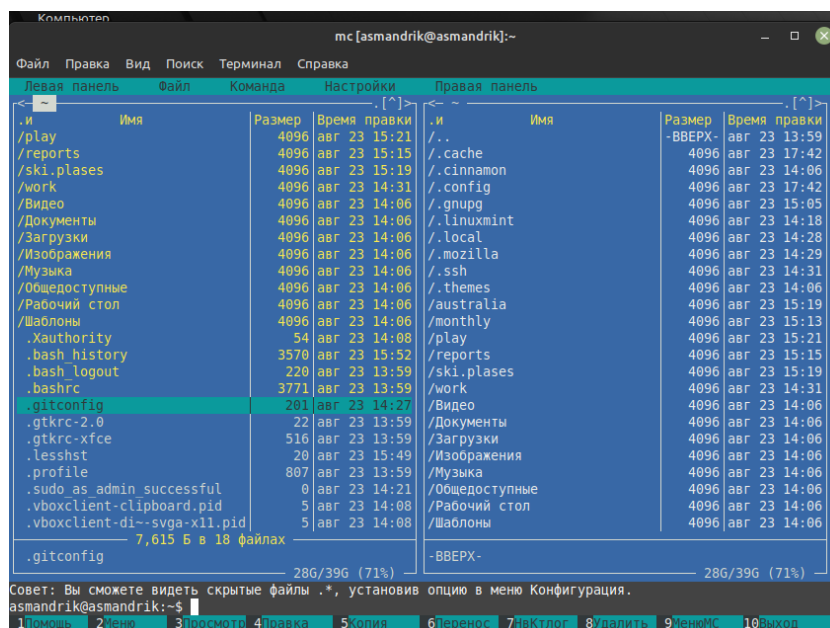 Компьютер
mc [asmandrik@asmandrik]:~
Файл Правка Вид Поиск Терминал Справка
Левая панель Файл Команда Настройки Правая панель
<- ~ .[^]> <- ~ .[^]>
.и Имя Размер Время правки .и Имя Размер Время правки
/play 4096 авг 23 15:21 /.. -ВВЕРХ- авг 23 13:59
/reports 4096 авг 23 15:15 /.cache 4096 авг 23 17:42
/ski.plases 4096 авг 23 15:19 /.cinnamon 4096 авг 23 14:06
/work 4096 авг 23 14:31 /.config 4096 авг 23 17:42
/Видео 4096 авг 23 14:06 /.gnupg 4096 авг 23 15:05
/Документы 4096 авг 23 14:06 /.linuxmint 4096 авг 23 14:18
/Загрузки 4096 авг 23 14:06 /.local 4096 авг 23 14:28
/Изображения 4096 авг 23 14:06 /.mozilla 4096 авг 23 14:29
/Музыка 4096 авг 23 14:06 /.ssh 4096 авг 23 14:31
/Общедоступные 4096 авг 23 14:06 /.themes 4096 авг 23 14:06
/Рабочий стол 4096 авг 23 14:06 /australia 4096 авг 23 15:19
/Шаблоны 4096 авг 23 14:06 /monthly 4096 авг 23 15:13
.Xauthority 54 авг 23 14:08 /play 4096 авг 23 15:21
.bash_history 3570 авг 23 15:52 /reports 4096 авг 23 15:15
.bash_logout 220 авг 23 13:59 /ski.plases 4096 авг 23 15:19
.bashrc 3771 авг 23 13:59 /work 4096 авг 23 14:31
.gitconfig 201 авг 23 14:27 /Видео 4096 авг 23 14:06
.gtkrc-2.0 22 авг 23 13:59 /Документы 4096 авг 23 14:06
.gtkrc-xfce 516 авг 23 13:59 /Загрузки 4096 авг 23 14:06
.lesshst 20 авг 23 15:49 /Изображения 4096 авг 23 14:06
.profile 807 авг 23 13:59 /Музыка 4096 авг 23 14:06
.sudo_as_admin_successful 0 авг 23 14:21 /Общедоступные 4096 авг 23 14:06
.vboxclient-clipboard.pid 5 авг 23 14:08 /Рабочий стол 4096 авг 23 14:06
.vboxclient-di~-svga-x11.pid 5 авг 23 14:08 /Шаблоны 4096 авг 23 14:06
7,615 Б в 18 файлах
.gitconfig -ВВЕРХ-
28G/39G (71%) 28G/39G (71%)
Совет: Вы сможете видеть скрытые файлы .*, установив опцию в меню Конфигурация.
asmandrik@asmandrik:~$
1Помощь 2Меню 3Просмотр 4Правка 5Копия 6Перенос 7НвКтлог 8Удалить 9МенюМС 10Выход